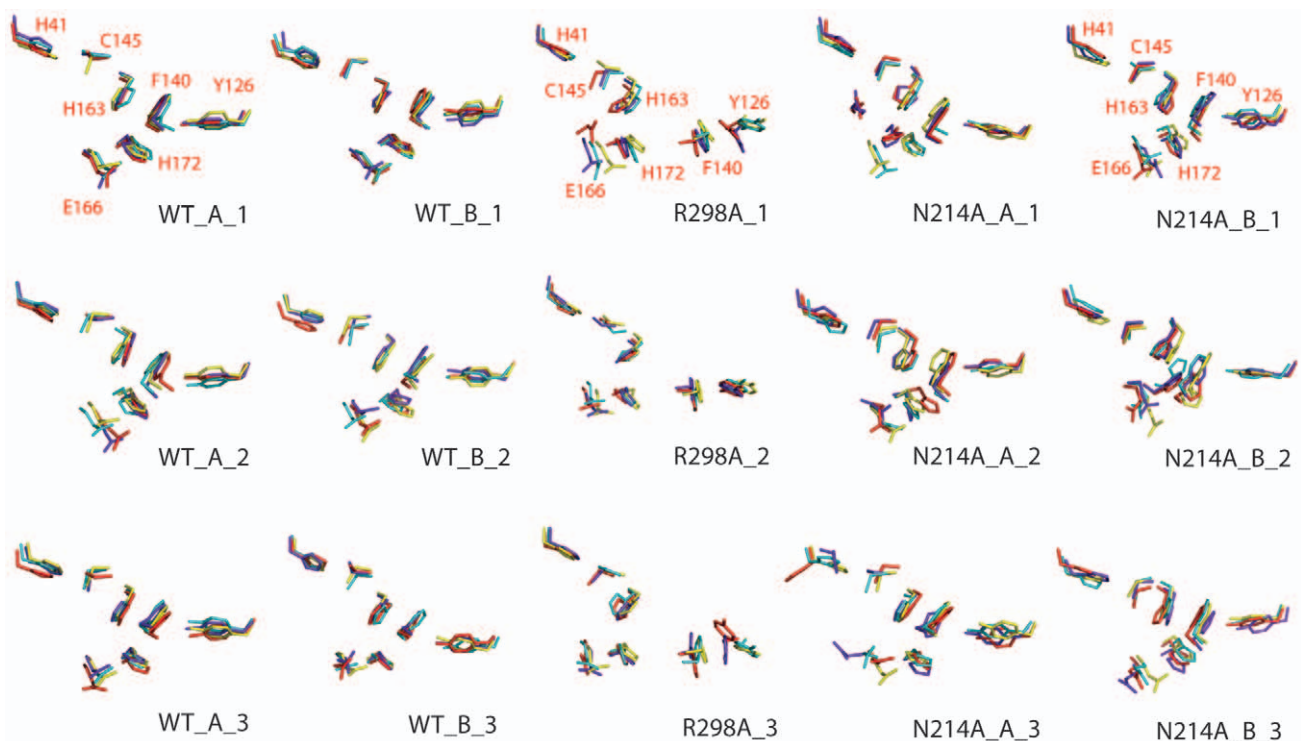 H41
C145
F140
Y126
H163
H172
E166
WT_A_1
WT_B_1
H41
C145
H163
Y126
E166
H172
F140
R298A_1
N214A_A_1
H41
C145
F140
H163
Y126
E166
H172
N214A_B_1
WT_A_2
WT_B_2
R298A_2
N214A_A_2
N214A_B_2
WT_A_3
WT_B_3
R298A_3
N214A_A_3
N214A_B_3